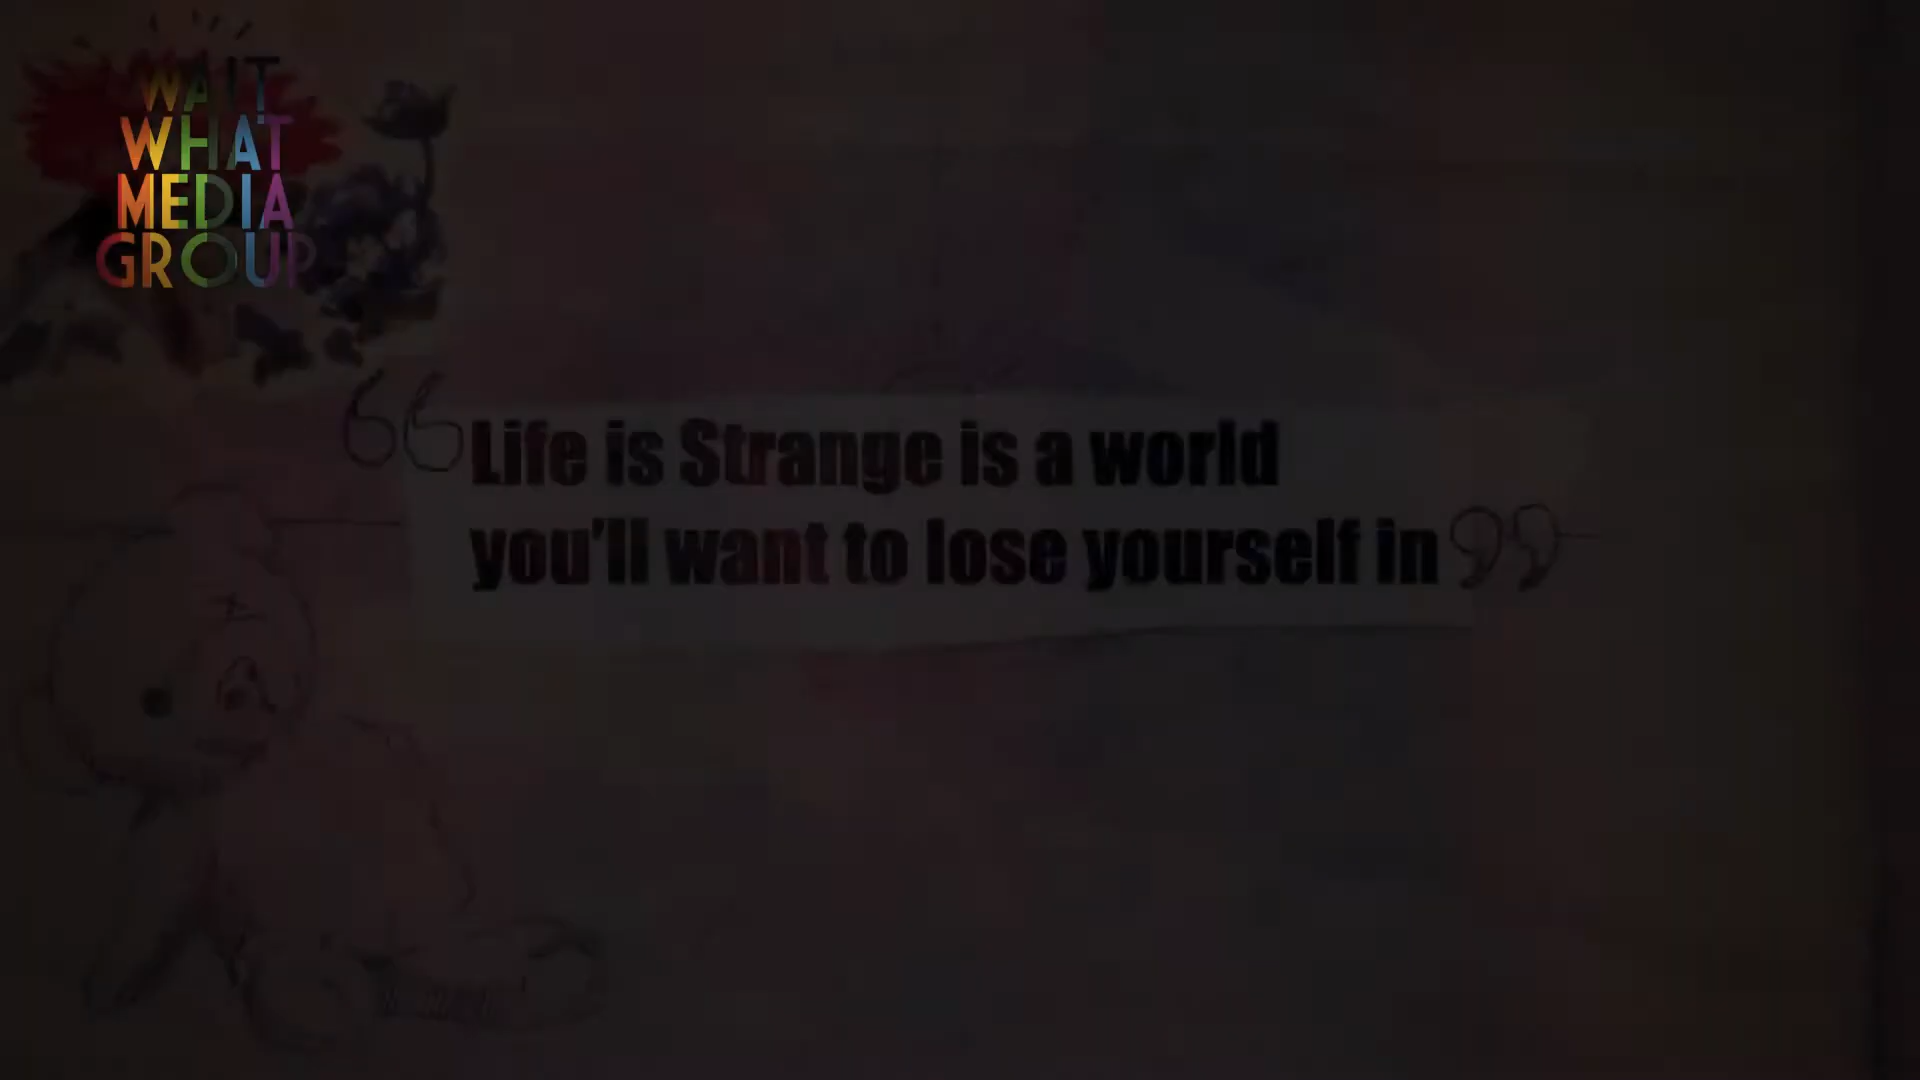 WAIT
WHAT
MEDIA
GROUP
“Life is Strange is a world
you'll want to lose yourself in”